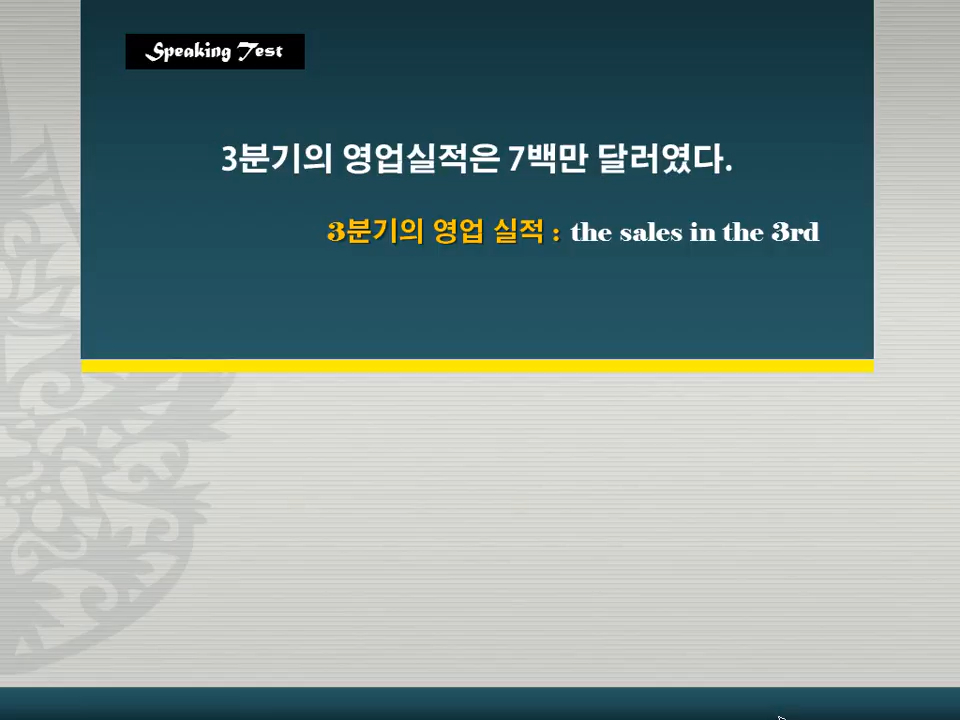 Speaking Test
3분기의 영업실적은 7백만 달러였다.
3분기의 영업 실적 : the sales in the 3rd